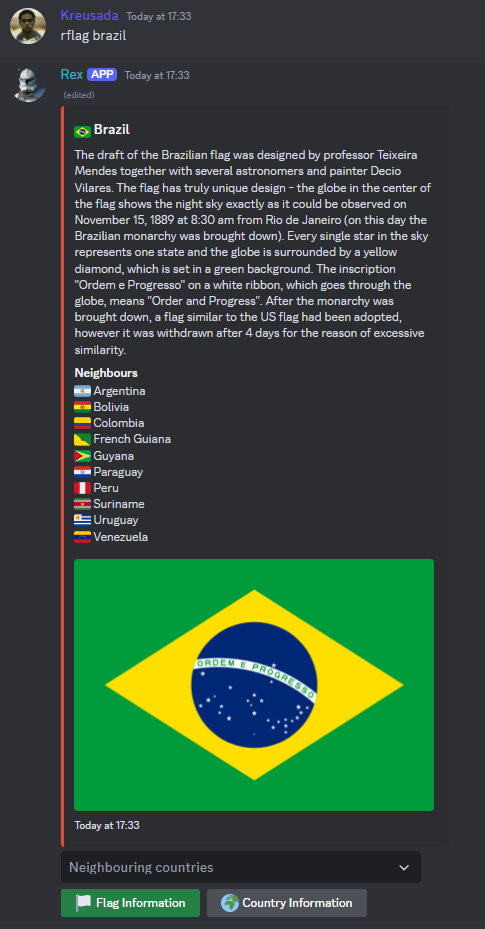 Kreusada Today at 17:33
rflag brazil
Rex APP Today at 17:33
(edited)
Brazil
The draft of the Brazilian flag was designed by professor Teixeira
Mendes together with several astronomers and painter Decio
Vilares. The flag has truly unique design - the globe in the center of
the flag shows the night sky exactly as it could be observed on
November 15, 1889 at 8:30 am from Rio de Janeiro (on this day the
Brazilian monarchy was brought down). Every single star in the sky
represents one state and the globe is surrounded by a yellow
diamond, which is set in a green background. The inscription
"Ordem e Progresso" on a white ribbon, which goes through the
globe, means "Order and Progress". After the monarchy was
brought down, a flag similar to the US flag had been adopted,
however it was withdrawn after 4 days for the reason of excessive
similarity.
Neighbours
Argentina
Bolivia
Colombia
French Guiana
Guyana
Paraguay
Peru
Suriname
Uruguay
Venezuela
ORDEM E PROGRESSO
Today at 17:33
Neighbouring countries
Flag Information Country Information